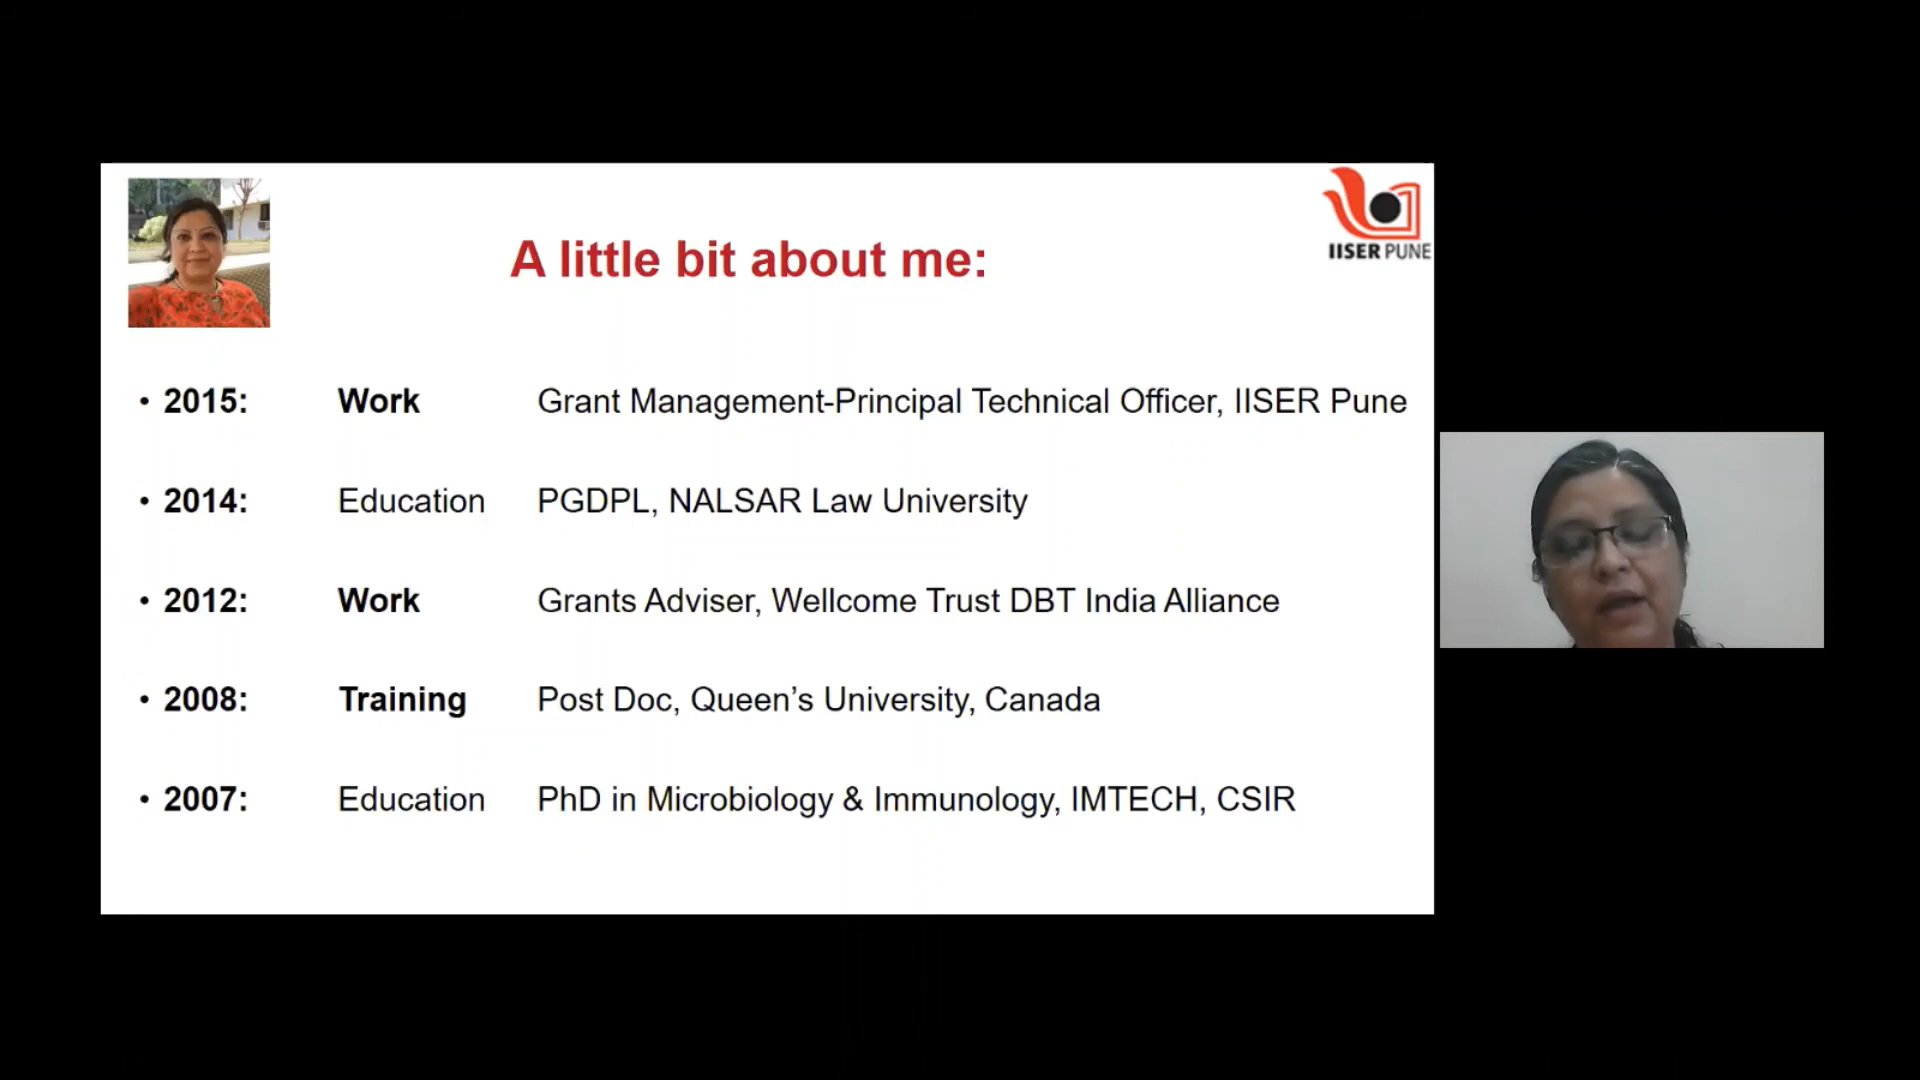 IISER PUNE
A little bit about me:
• 2015: Work Grant Management-Principal Technical Officer, IISER Pune
• 2014: Education PGDPL, NALSAR Law University
• 2012: Work Grants Adviser, Wellcome Trust DBT India Alliance
• 2008: Training Post Doc, Queen’s University, Canada
• 2007: Education PhD in Microbiology & Immunology, IMTECH, CSIR